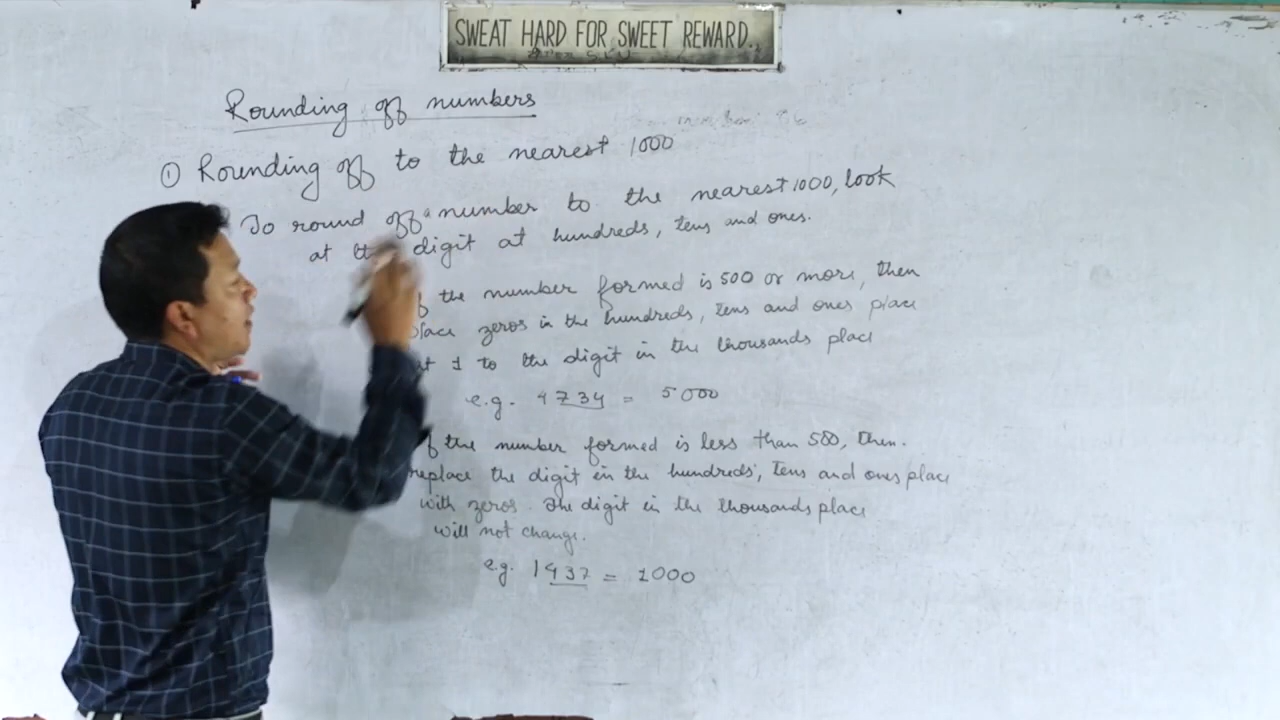 SWEAT HARD FOR SWEET REWARD.
Rounding off numbers
① Rounding off to the nearest 1000
To round off a number to the nearest 1000, look
at the digit at hundreds, tens and ones.
the number formed is 500 or more, then
place zeros in the hundreds, tens and ones place
1 to the digit in the thousands place
e.g. 4734 = 5000
the number formed is less than 500, then.
replace the digit in the hundreds, tens and ones place
with zeros. The digit in the thousands place
will not change.
e.g. 1437 = 1000